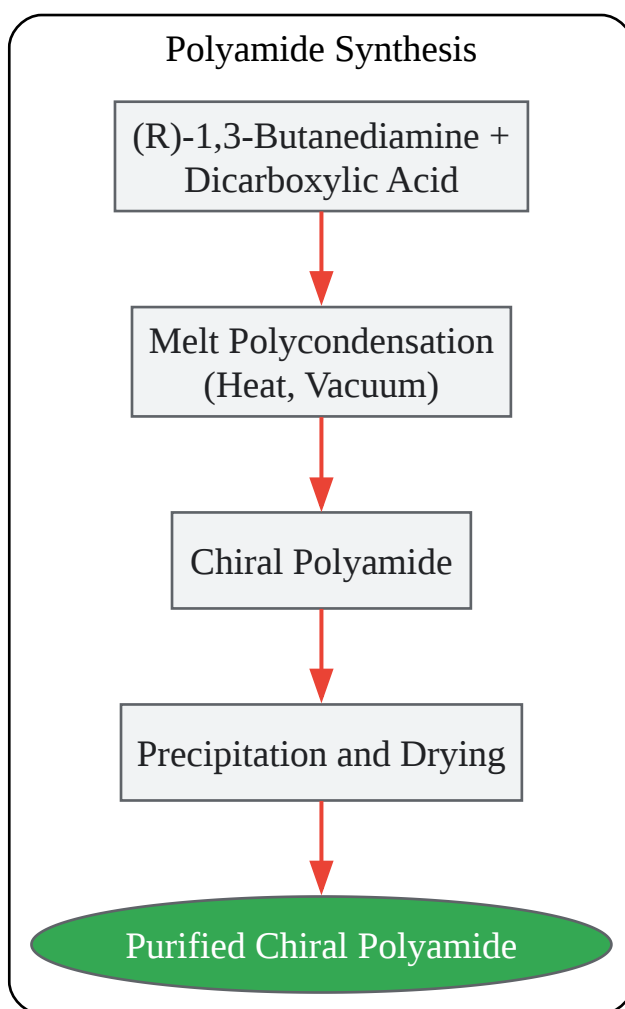 Polyamide Synthesis
(R)-1,3-Butanediamine +
Dicarboxylic Acid
Melt Polycondensation
(Heat, Vacuum)
Chiral Polyamide
Precipitation and Drying
Purified Chiral Polyamide